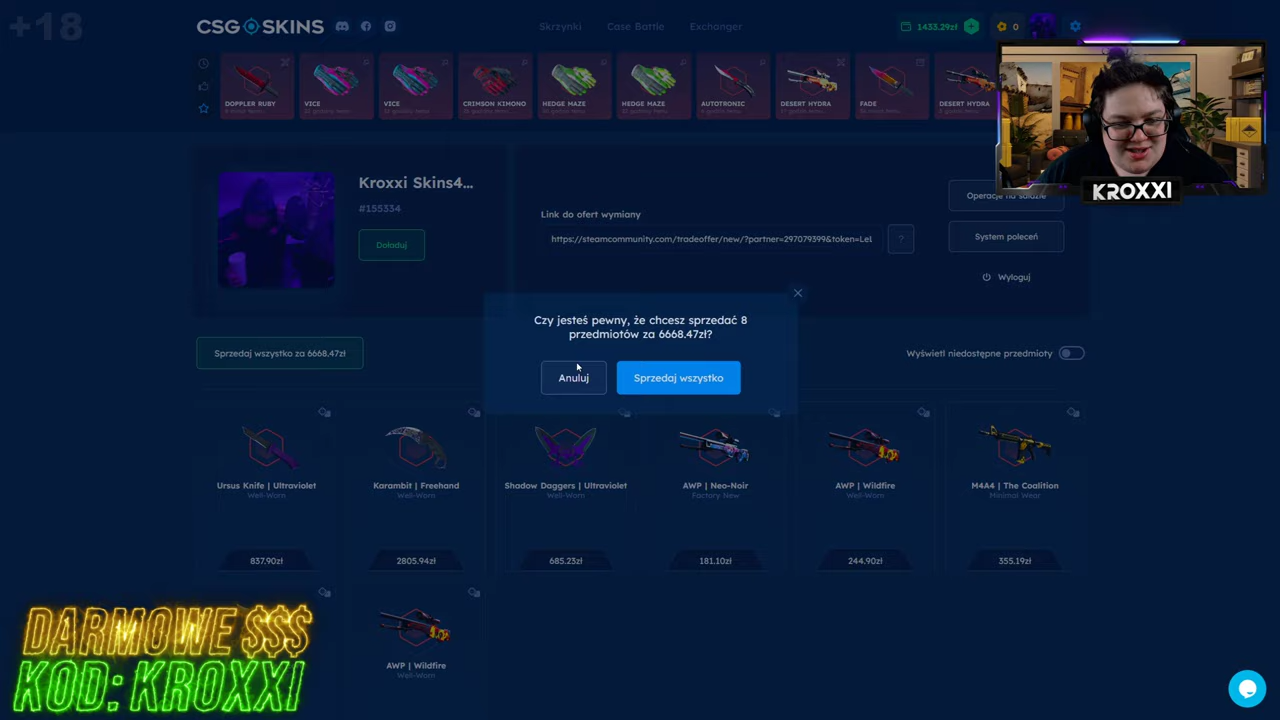 +18
CSG SKINS
Skrzynki
Case Battle
Exchanger
1433.29zł
0
DOPPLER RUBY
VICE
VICE
CRIMSON KIMONO
HEDGE MAZE
HEDGE MAZE
AUTOTRONIC
DESERT HYDRA
FADE
DESERT HYDRA
KROXXI
Kroxxi Skins4...
#155334
Doładuj
Link do ofert wymiany
https://steamcommunity.com/tradeoffer/new/?partner=297079399&token=Lel
?
Operacje na saldzie
System poleceń
Wyloguj
Czy jesteś pewny, że chcesz sprzedać 8
przedmiotów za 6668.47zł?
Anuluj
Sprzedaj wszystko
Sprzedaj wszystko za 6668.47zł
Wyświetl niedostępne przedmioty
Ursus Knife | Ultraviolet
Well-Worn
837.90zł
Karambit | Freehand
Well-Worn
2805.94zł
Shadow Daggers | Ultraviolet
Well-Worn
685.23zł
AWP | Neo-Noir
Factory New
181.10zł
AWP | Wildfire
Well-Worn
244.90zł
M4A4 | The Coalition
Minimal Wear
355.19zł
AWP | Wildfire
Well-Worn
DARMOWE $$$
KOD: KROXXI